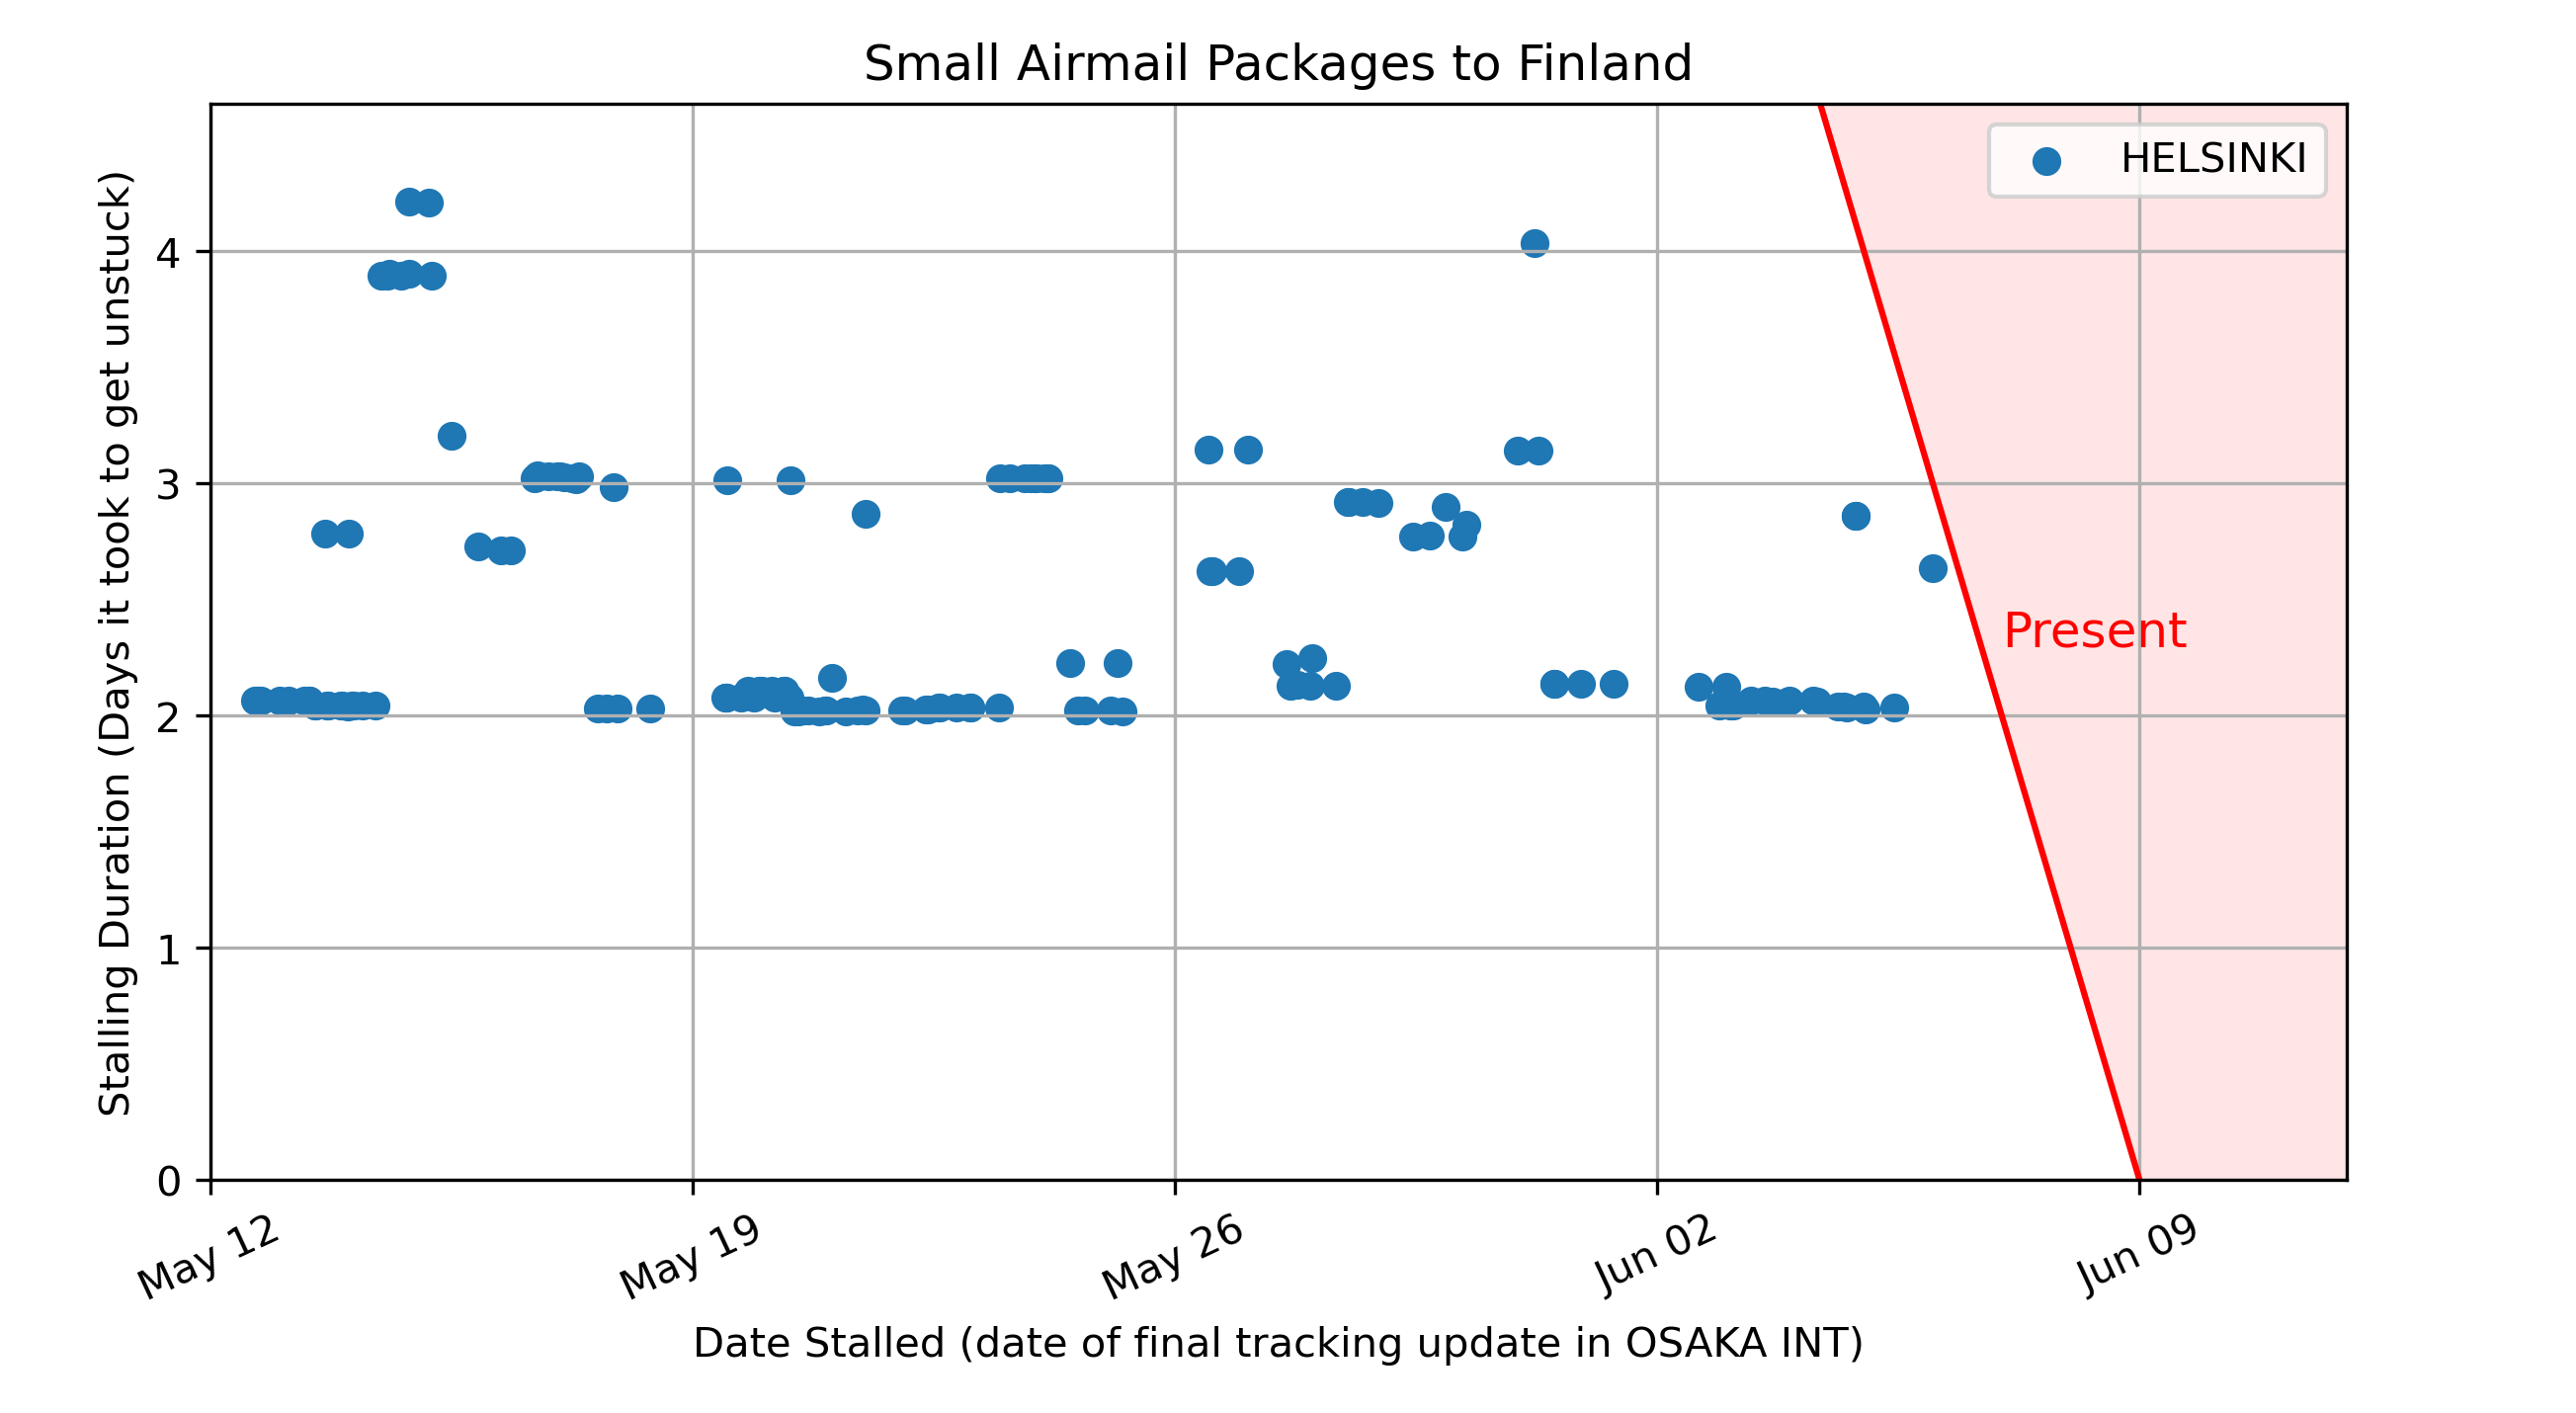 Small Airmail Packages to Finland
HELSINKI
Present
Stalling Duration (Days it took to get unstuck)
4
3
2
1
0
May 12
May 19
May 26
Jun 02
Jun 09
Date Stalled (date of final tracking update in OSAKA INT)